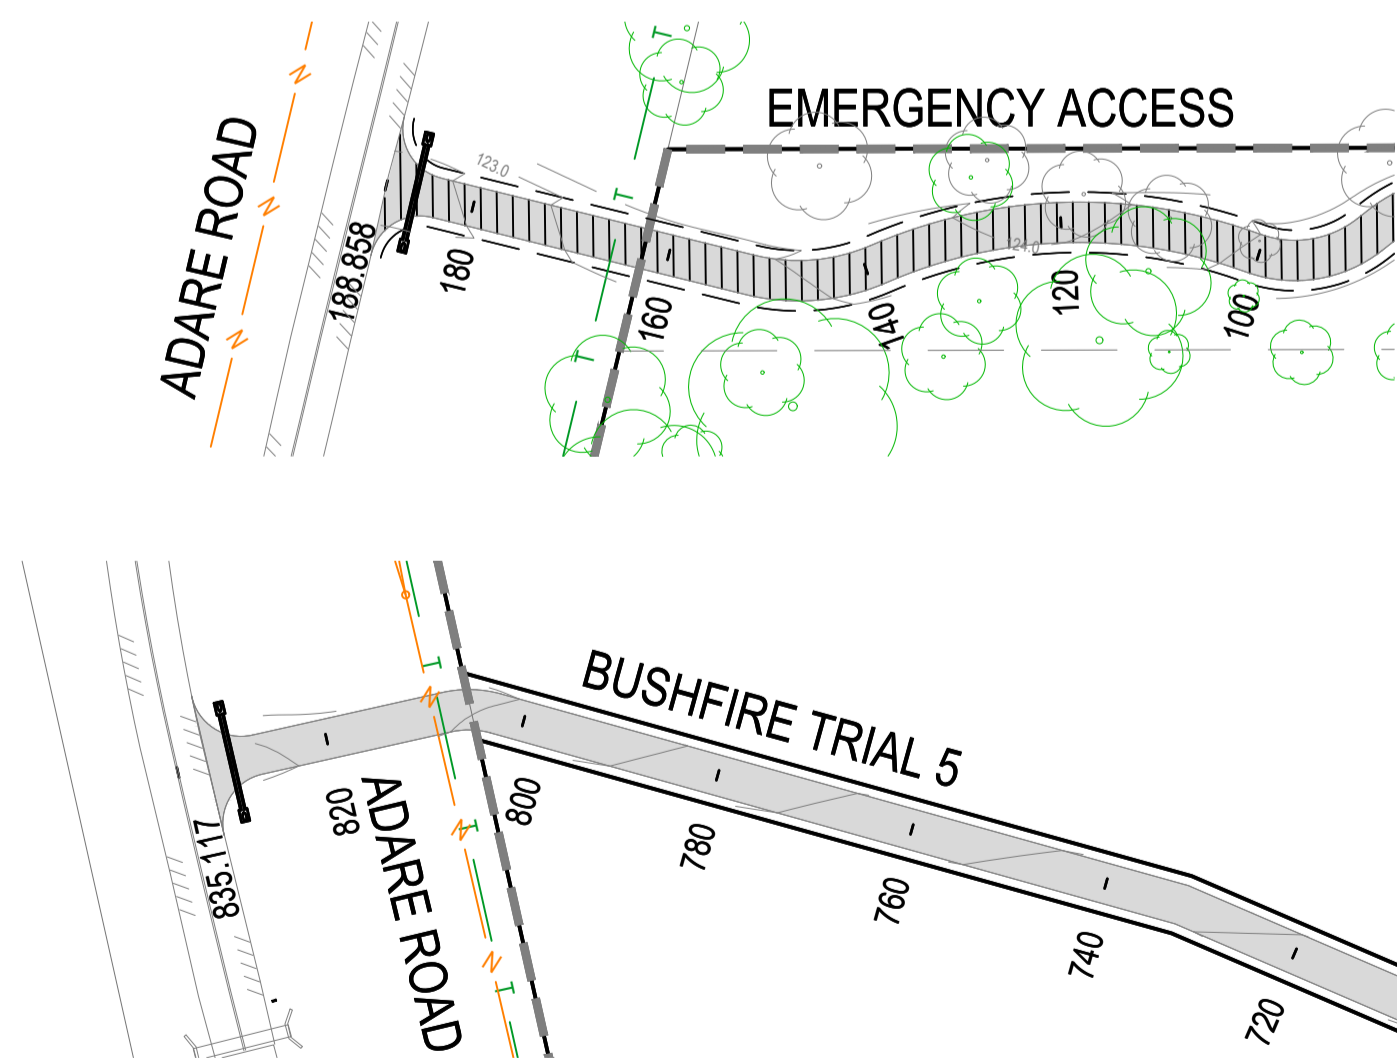 EMERGENCY ACCESS
ADARE ROAD
N
N
N
T
T
T
123.0
124.0
188.858
180
160
140
120
100
BUSHFIRE TRIAL 5
ADARE ROAD
T
N
T
N
N
T
835.117
820
800
780
760
740
720